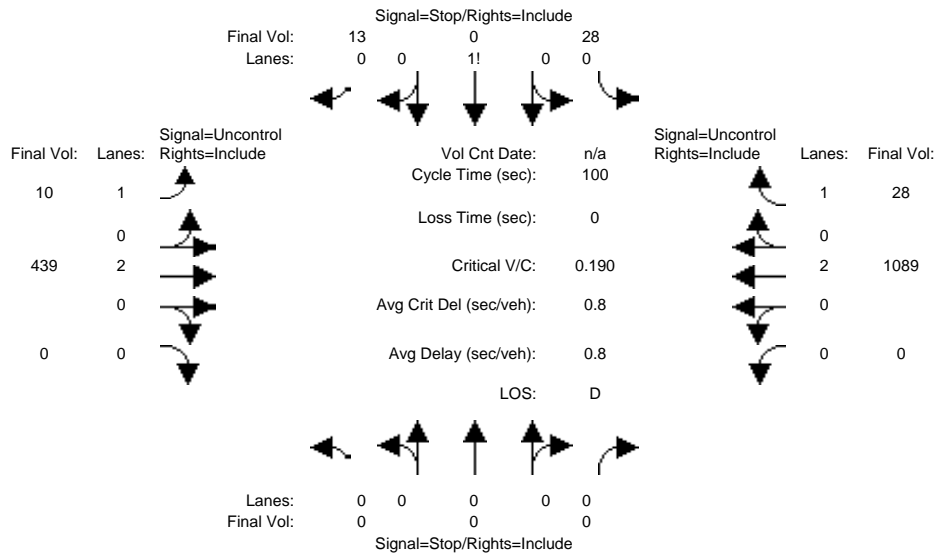 Signal=Stop/Rights=Include
Final Vol: 13 0 28
Lanes: 0 0 1! 0 0
Signal=Uncontrol
Final Vol: Lanes: Rights=Include
Vol Cnt Date: n/a
Signal=Uncontrol
Rights=Include Lanes: Final Vol:
Cycle Time (sec): 100
10 1
1 28
Loss Time (sec): 0
0
0
439 2
Critical V/C: 0.190
2 1089
0
Avg Crit Del (sec/veh): 0.8
0
0 0
Avg Delay (sec/veh): 0.8
0 0
LOS: D
Lanes: 0 0 0 0 0
Final Vol: 0 0 0
Signal=Stop/Rights=Include